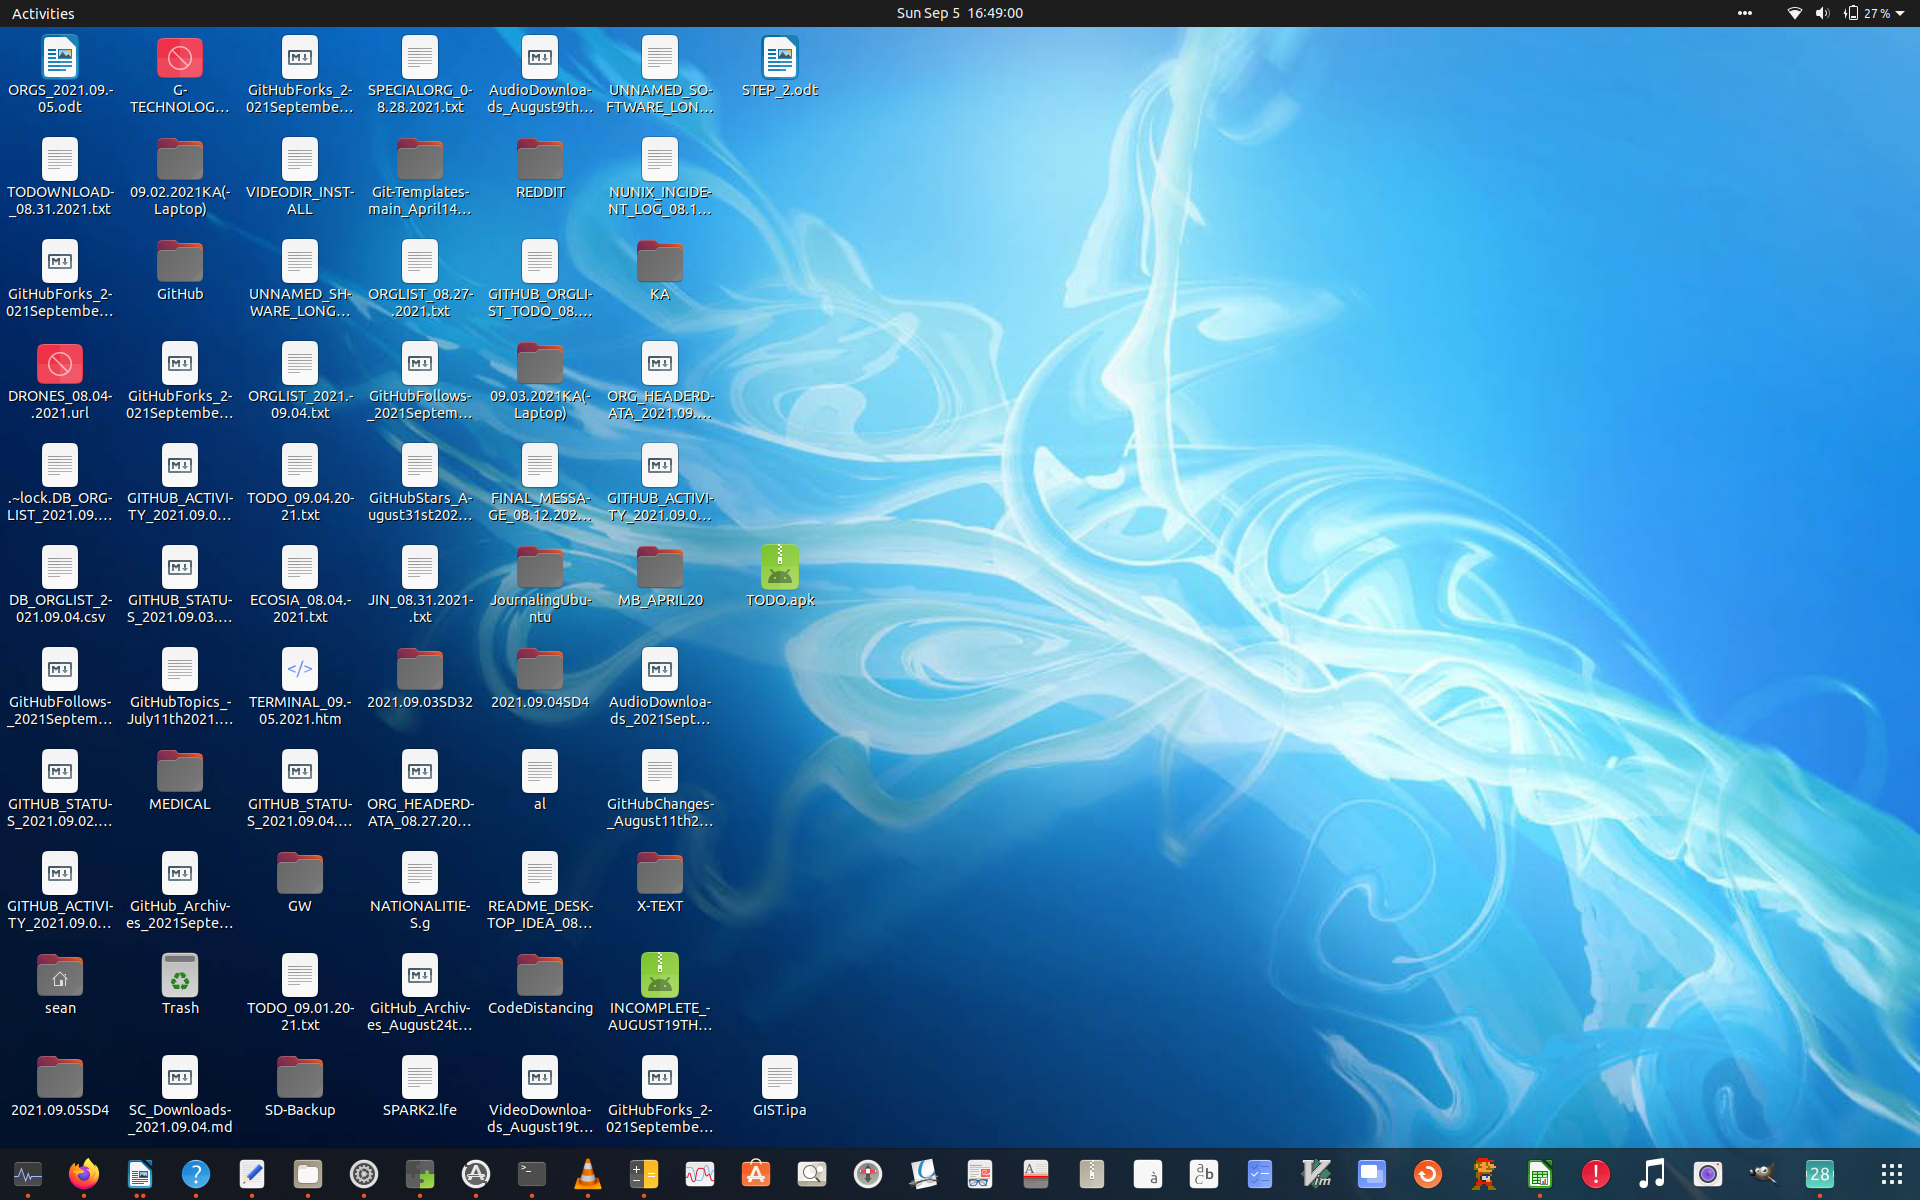 Activities
Sun Sep 5 16:49:00
27 %
ORGS_2021.09.-
05.odt
G-
TECHNOLOG...
GitHubForks_2-
021Septembe...
SPECIALORG_0-
8.28.2021.txt
AudioDownloa-
ds_August9th...
UNNAMED_SO-
FTWARE_LON...
STEP_2.odt
TODOWNLOAD-
_08.31.2021.txt
09.02.2021KA(-
Laptop)
VIDEODIR_INST-
ALL
Git-Templates-
main_April14...
REDDIT
NUNIX_INCIDE-
NT_LOG_08.1...
GitHubForks_2-
021Septembe...
GitHub
UNNAMED_SH-
WARE_LONG...
ORGLIST_08.27-
.2021.txt
GITHUB_ORGLI-
ST_TODO_08....
KA
DRONES_08.04-
.2021.url
GitHubForks_2-
021Septembe...
ORGLIST_2021.-
09.04.txt
GitHubFollows-
_2021Septem...
09.03.2021KA(-
Laptop)
ORG_HEADERD-
ATA_2021.09....
.~lock.DB_ORG-
LIST_2021.09....
GITHUB_ACTIVI-
TY_2021.09.0...
TODO_09.04.20-
21.txt
GitHubStars_A-
ugust31st202...
FINAL_MESSA-
GE_08.12.202...
GITHUB_ACTIVI-
TY_2021.09.0...
DB_ORGLIST_2-
021.09.04.csv
GITHUB_STATU-
S_2021.09.03....
ECOSIA_08.04.-
2021.txt
JIN_08.31.2021-
.txt
JournalingUbu-
ntu
MB_APRIL20
TODO.apk
GitHubFollows-
_2021Septem...
GitHubTopics_-
July11th2021....
TERMINAL_09.-
05.2021.htm
2021.09.03SD32
2021.09.04SD4
AudioDownloa-
ds_2021Sept...
GITHUB_STATU-
S_2021.09.02....
MEDICAL
GITHUB_STATU-
S_2021.09.04....
ORG_HEADERD-
ATA_08.27.20...
al
GitHubChanges-
_August11th2...
GITHUB_ACTIVI-
TY_2021.09.0...
GitHub_Archiv-
es_2021Septe...
GW
NATIONALITIE-
S.g
README_DESK-
TOP_IDEA_08...
X-TEXT
sean
Trash
TODO_09.01.20-
21.txt
GitHub_Archiv-
es_August24t...
CodeDistancing
INCOMPLETE_-
AUGUST19TH...
2021.09.05SD4
SC_Downloads-
_2021.09.04.md
SD-Backup
SPARK2.lfe
VideoDownloa-
ds_August19t...
GitHubForks_2-
021Septembe...
GIST.ipa
28